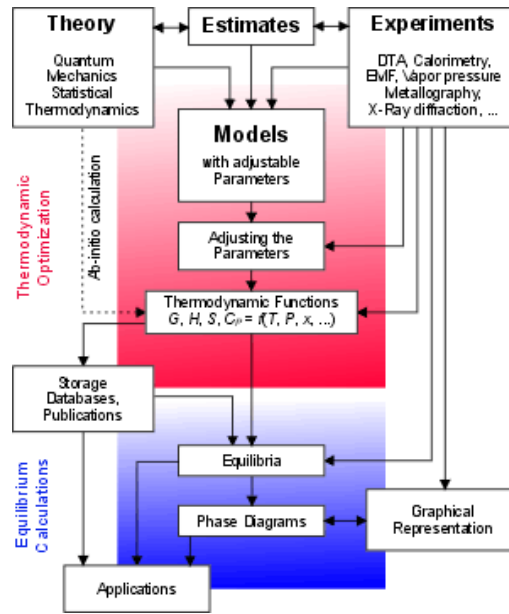 Theory
Quantum
Mechanics
Statistical
Thermodynamics
Estimates
Experiments
DTA, Calorimetry,
EMF, Vapor pressure
Metallography,
X-Ray diffraction, ...
Models
with adjustable
Parameters
Adjusting the
Parameters
Thermodynamic Functions
G, H, S, Cp = f(T, P, x, ...)
Ab-initio calculation
Thermodynamic
Optimization
Storage
Databases,
Publications
Equilibria
Phase Diagrams
Graphical
Representation
Applications
Equilibrium
Calculations